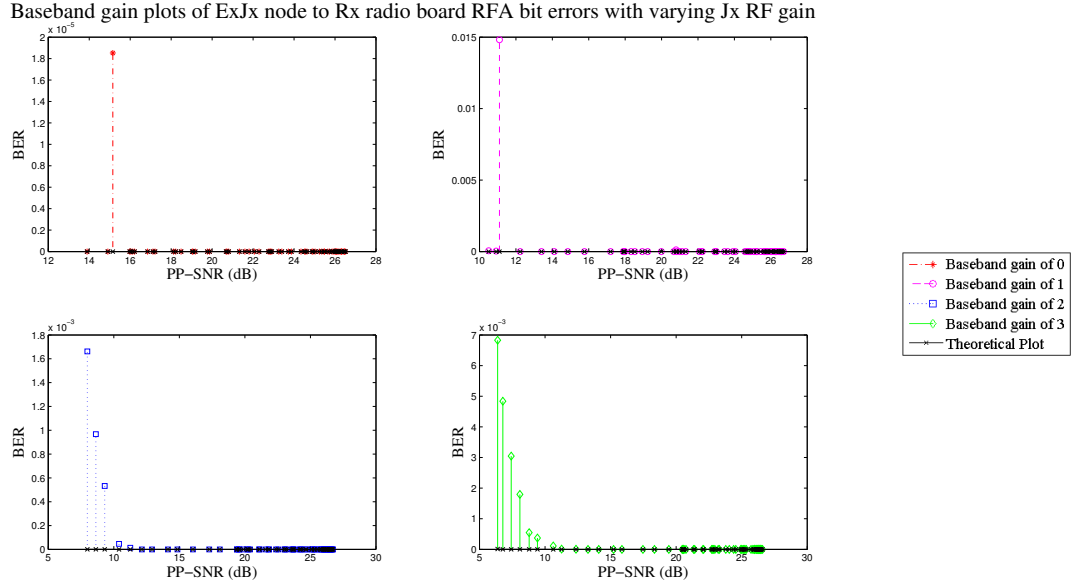 Baseband gain plots of ExJx node to Rx radio board RFA bit errors with varying Jx RF gain
x 10⁻⁵
2
1.8
1.6
1.4
1.2
1
0.8
0.6
0.4
0.2
0
BER
12 14 16 18 20 22 24 26 28
PP−SNR (dB)
0.015
0.01
0.005
0
BER
10 12 14 16 18 20 22 24 26 28
PP−SNR (dB)
x 10⁻³
1.8
1.6
1.4
1.2
1
0.8
0.6
0.4
0.2
0
BER
5 10 15 20 25 30
PP−SNR (dB)
x 10⁻³
7
6
5
4
3
2
1
0
BER
5 10 15 20 25 30
PP−SNR (dB)
Baseband gain of 0
Baseband gain of 1
Baseband gain of 2
Baseband gain of 3
Theoretical Plot